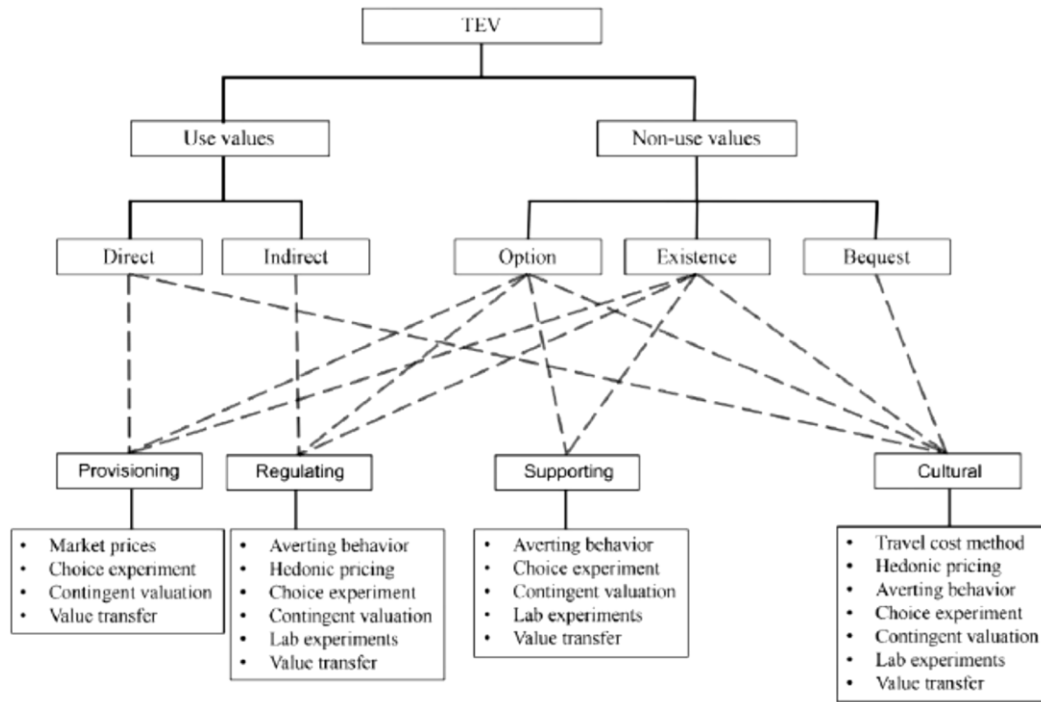 TEV
Use values
Non-use values
Direct
Indirect
Option
Existence
Bequest
Provisioning
Regulating
Supporting
Cultural
• Market prices
• Choice experiment
• Contingent valuation
• Value transfer
• Averting behavior
• Hedonic pricing
• Choice experiment
• Contingent valuation
• Lab experiments
• Value transfer
• Averting behavior
• Choice experiment
• Contingent valuation
• Lab experiments
• Value transfer
• Travel cost method
• Hedonic pricing
• Averting behavior
• Choice experiment
• Contingent valuation
• Lab experiments
• Value transfer